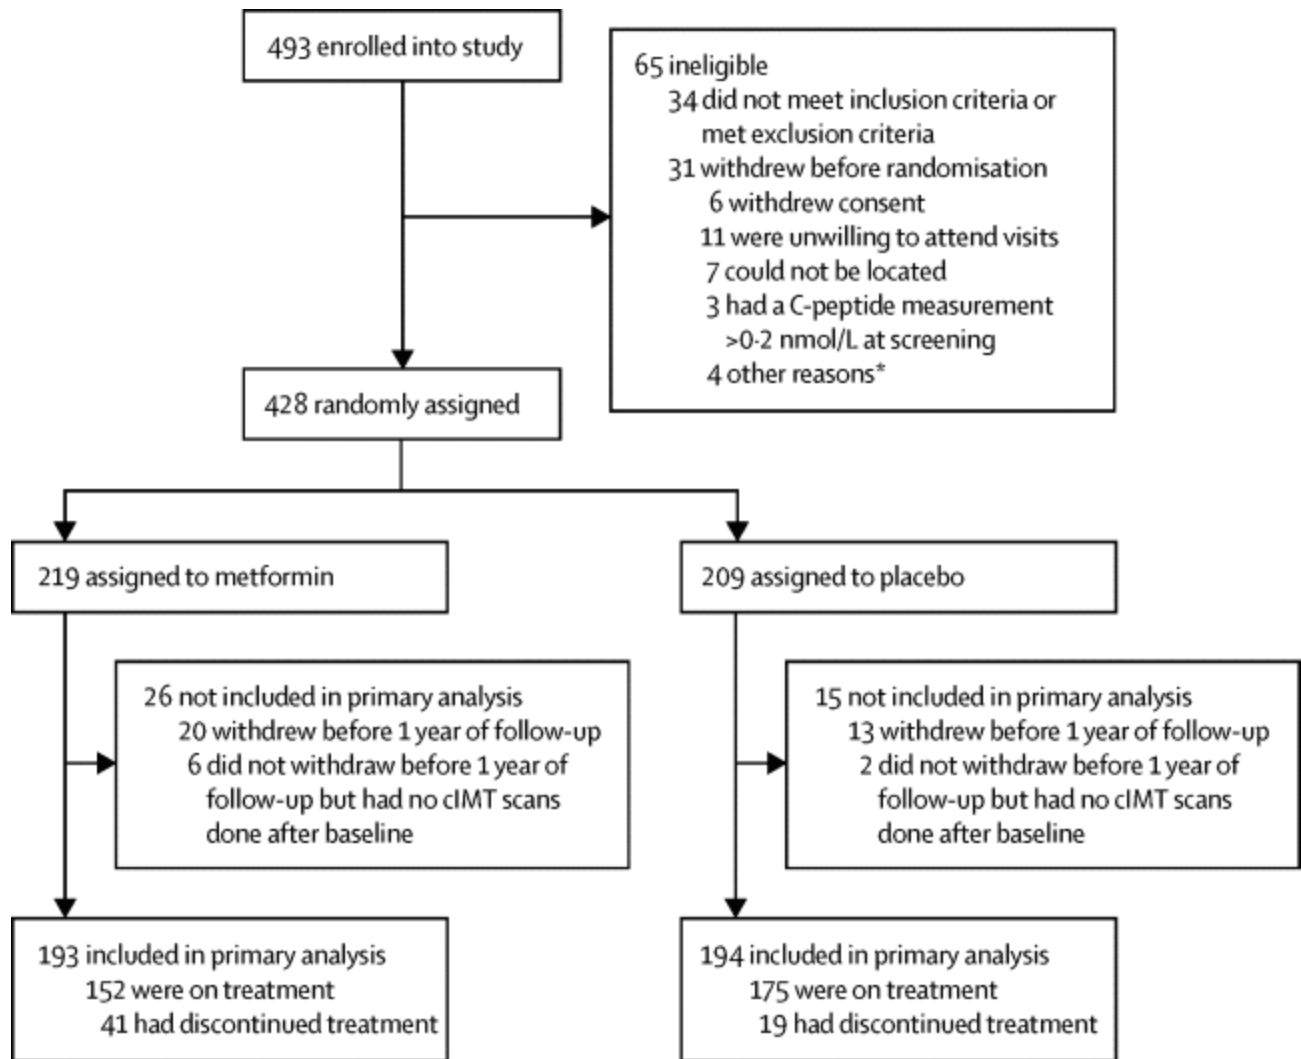 493 enrolled into study
65 ineligible
34 did not meet inclusion criteria or
met exclusion criteria
31 withdrew before randomisation
6 withdrew consent
11 were unwilling to attend visits
7 could not be located
3 had a C-peptide measurement
>0·2 nmol/L at screening
4 other reasons*
428 randomly assigned
219 assigned to metformin
209 assigned to placebo
26 not included in primary analysis
20 withdrew before 1 year of follow-up
6 did not withdraw before 1 year of
follow-up but had no cIMT scans
done after baseline
15 not included in primary analysis
13 withdrew before 1 year of follow-up
2 did not withdraw before 1 year of
follow-up but had no cIMT scans
done after baseline
193 included in primary analysis
152 were on treatment
41 had discontinued treatment
194 included in primary analysis
175 were on treatment
19 had discontinued treatment